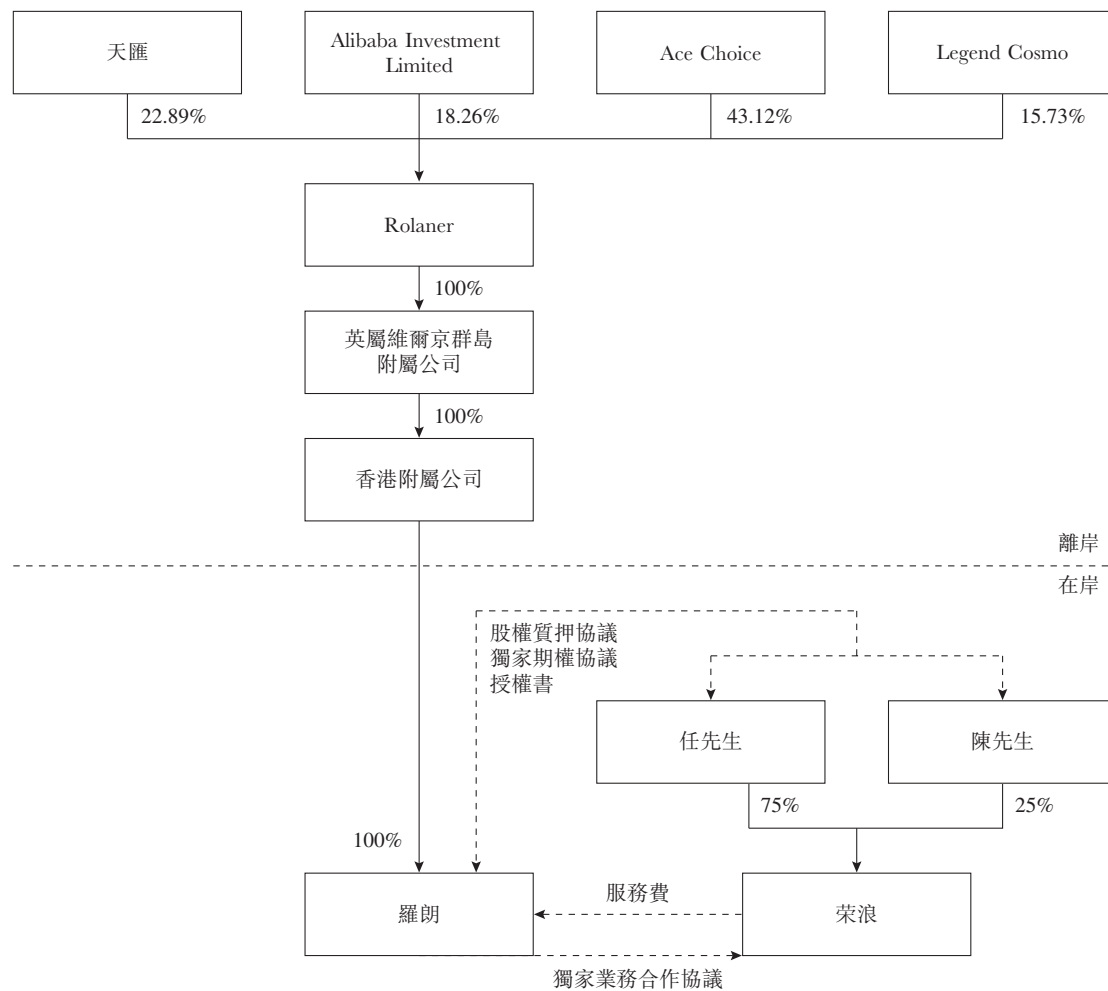 天匯
Alibaba Investment
Limited
Ace Choice
Legend Cosmo
22.89%
18.26%
43.12%
15.73%
Rolaner
100%
英屬維爾京群島
附屬公司
100%
香港附屬公司
離岸
在岸
股權質押協議
獨家期權協議
授權書
任先生
陳先生
75%
25%
100%
羅朗
服務費
荣浪
獨家業務合作協議